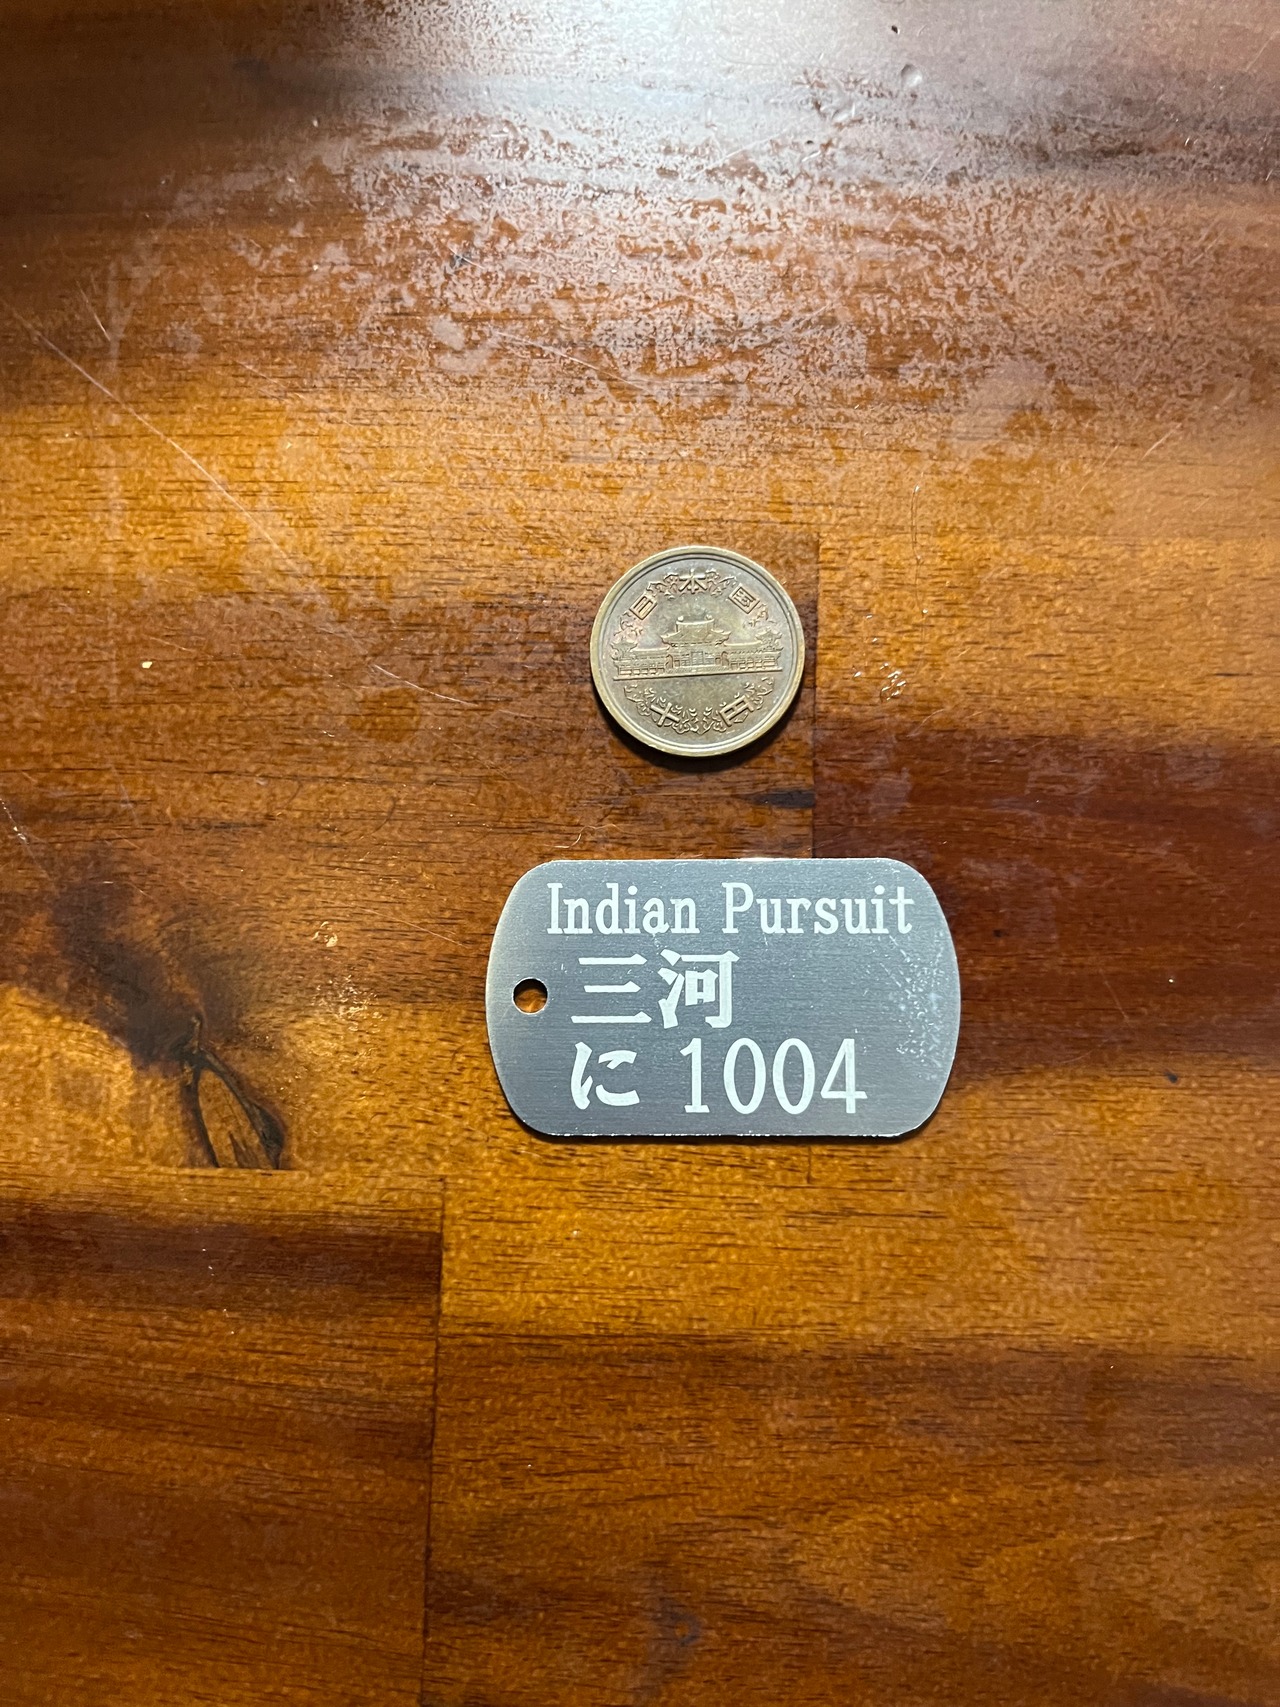 日本国
十円
Indian Pursuit
三河
に 1004